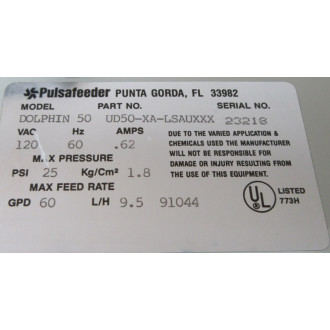 Pulsafeeder PUNTA GORDA, FL 33982
MODEL PART NO. SERIAL NO.
DOLPHIN 50 UD50-XA-LSAUXXX 23218
VAC Hz AMPS
120 60 .62
MAX PRESSURE
PSI 25 Kg/Cm² 1.8
MAX FEED RATE
GPD 60 L/H 9.5 91044
DUE TO THE VARIETY OF APPLICATION &
CHEMICALS USED THE MANUFACTURER
WILL NOT BE RESPONSIBLE FOR
DAMAGE OR INJURY RESULTING FROM
THE USE OF THIS EQUIPMENT.
UL LISTED
773H